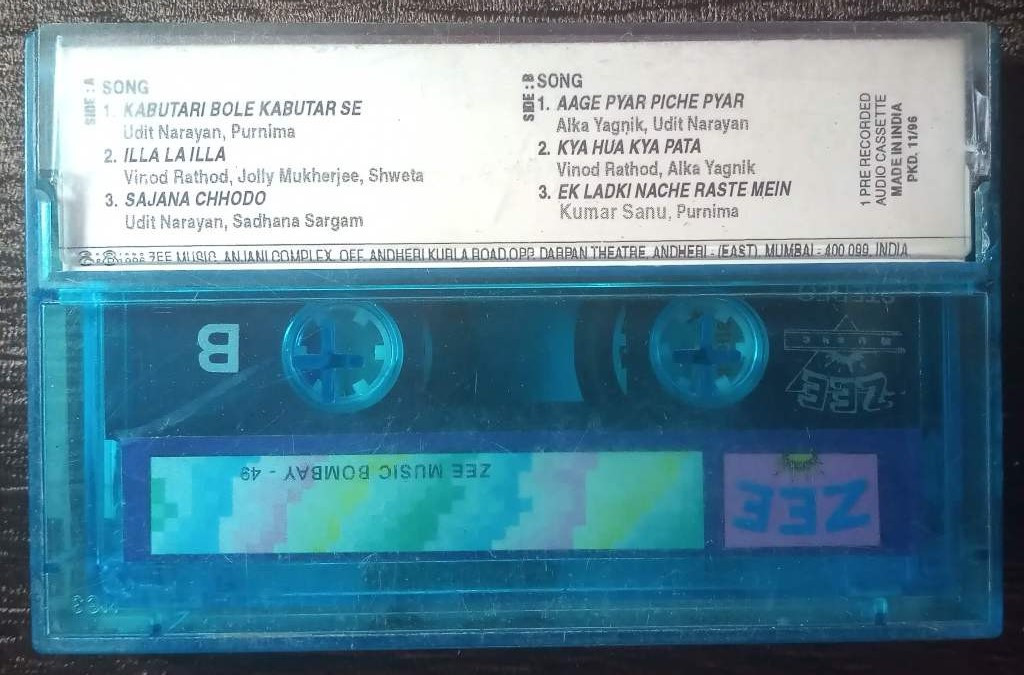 SIDE : A
SONG
1. KABUTARI BOLE KABUTAR SE
Udit Narayan, Purnima
2. ILLA LA ILLA
Vinod Rathod, Jolly Mukherjee, Shweta
3. SAJANA CHHODO
Udit Narayan, Sadhana Sargam
SIDE : B
SONG
1. AAGE PYAR PICHE PYAR
Alka Yagnik, Udit Narayan
2. KYA HUA KYA PATA
Vinod Rathod, Alka Yagnik
3. EK LADKI NACHE RASTE MEIN
Kumar Sanu, Purnima
1 PRE RECORDED
AUDIO CASSETTE
MADE IN INDIA
PKD. 11/96
ZEE MUSIC, ANJANI COMPLEX, OFF. ANDHERI KURLA ROAD, OPP. DARPAN THEATRE, ANDHERI - (EAST), MUMBAI - 400 099, INDIA
STEREO
B
MUSIC
ZEE
ZEE MUSIC BOMBAY - 49
ZEE